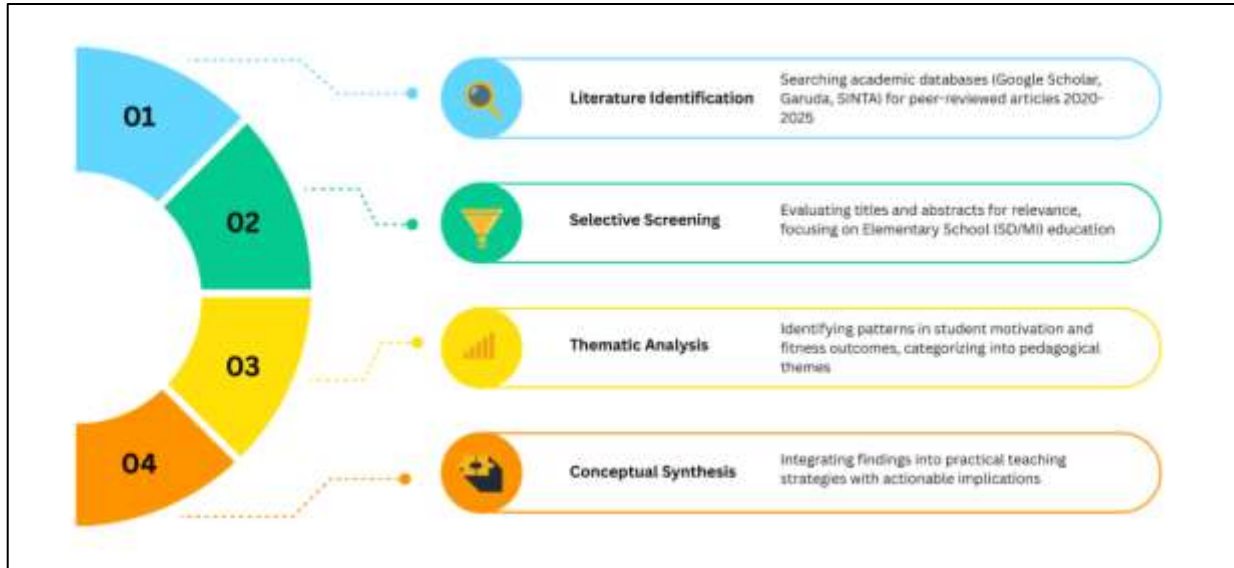 01
Literature Identification
Searching academic databases (Google Scholar,
Garuda, SINTA) for peer-reviewed articles 2020-
2025
02
Selective Screening
Evaluating titles and abstracts for relevance,
focusing on Elementary School (SD/MI) education
03
Thematic Analysis
Identifying patterns in student motivation and
fitness outcomes, categorizing into pedagogical
themes
04
Conceptual Synthesis
Integrating findings into practical teaching
strategies with actionable implications